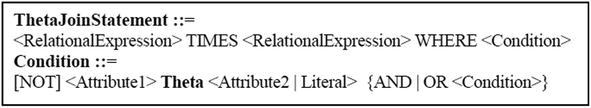 ThetaJoinStatement ::=
<RelationalExpression> TIMES <RelationalExpression> WHERE <Condition>
Condition ::=
[NOT] <Attribute1> Theta <Attribute2 | Literal> {AND | OR <Condition>}